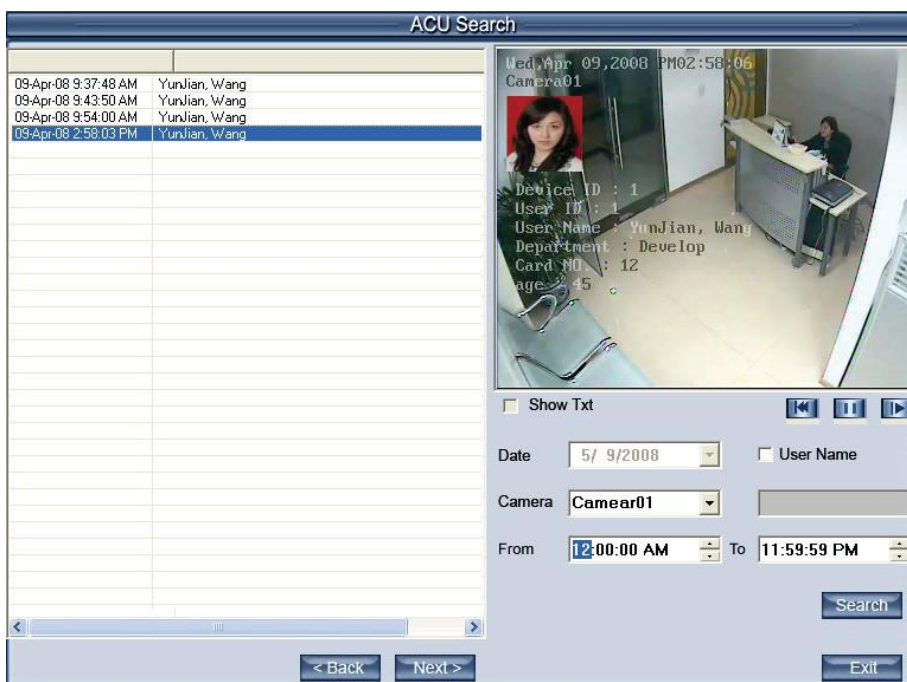 ACU Search
09-Apr-08 9:37:48 AM YunJian, Wang
09-Apr-08 9:43:50 AM YunJian, Wang
09-Apr-08 9:54:00 AM YunJian, Wang
09-Apr-08 2:58:03 PM YunJian, Wang
Wed,Apr 09,2008 PM02:58:06
Camera01
Device ID : 1
User ID : 1
User Name : YunJian, Wang
Department : Develop
Card NO. : 12
age : 45
Show Txt
Date 5/ 9/2008 User Name
Camera Camear01
From 12:00:00 AM To 11:59:59 PM
Search
< Back Next > Exit